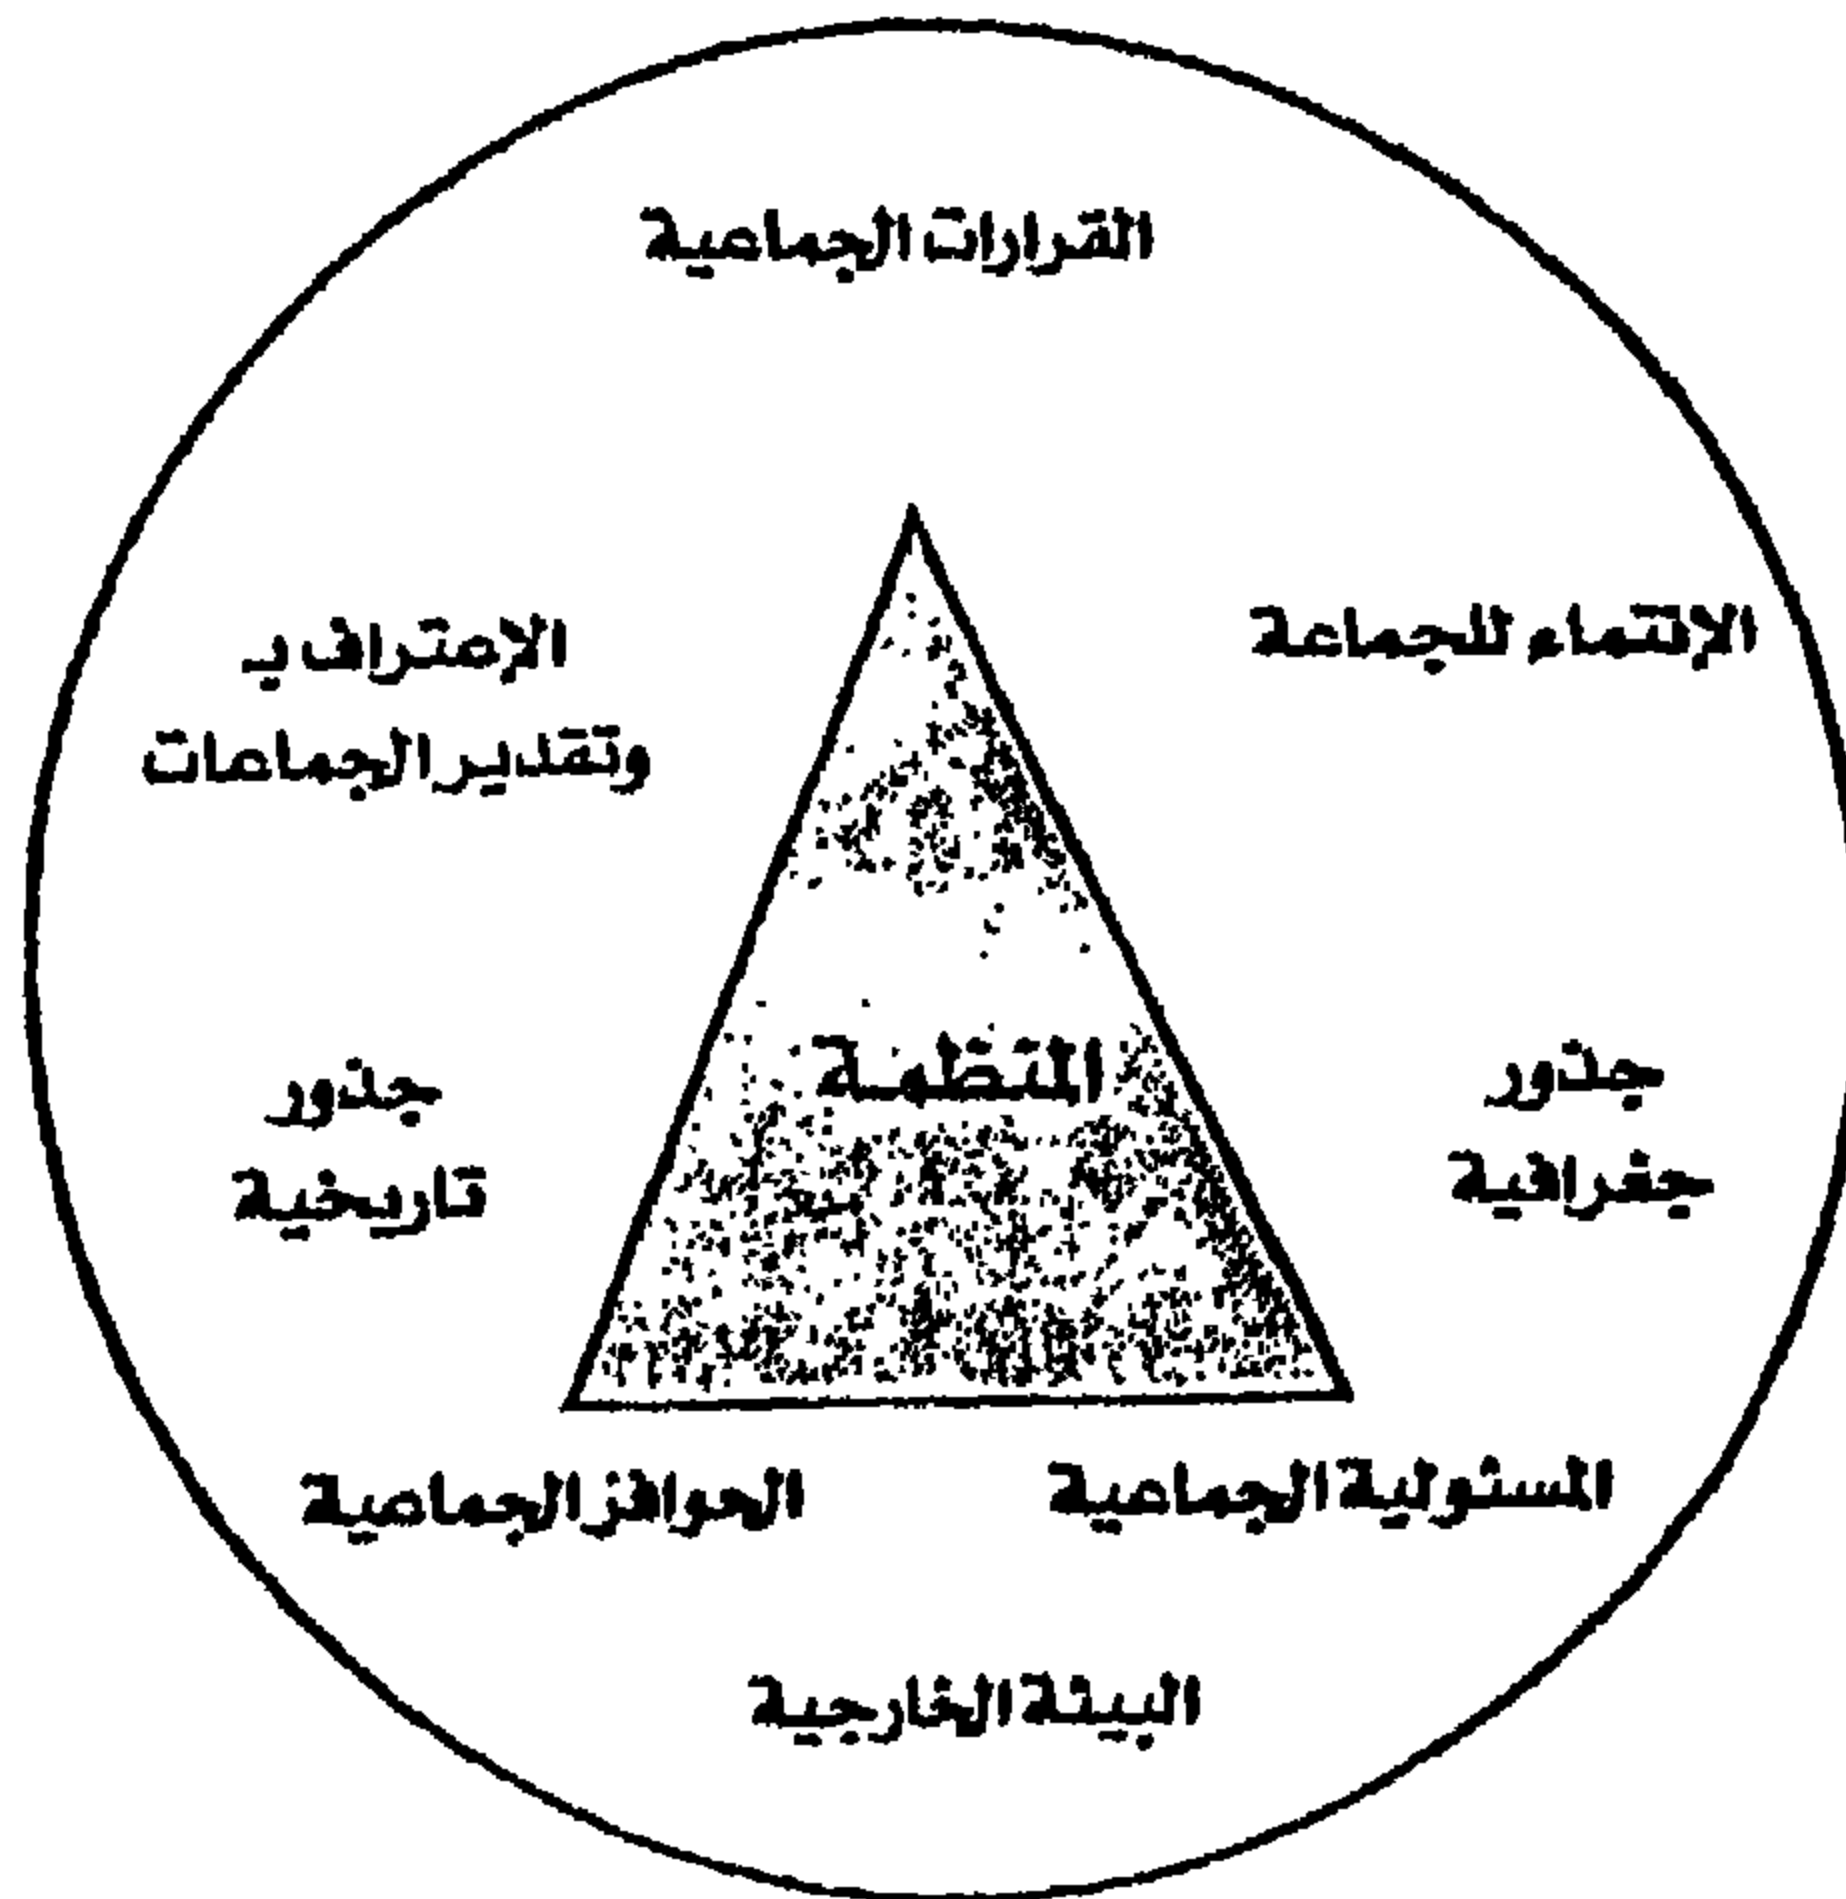 القرارات الجماعية
الإنتماء للجماعة
الإعتراف بـ
وتقدير الجماعات
المنظمة
جذور
جغرافية
جذور
تاريخية
المسئولية الجماعية
الحوافز الجماعية
البيئة الخارجية